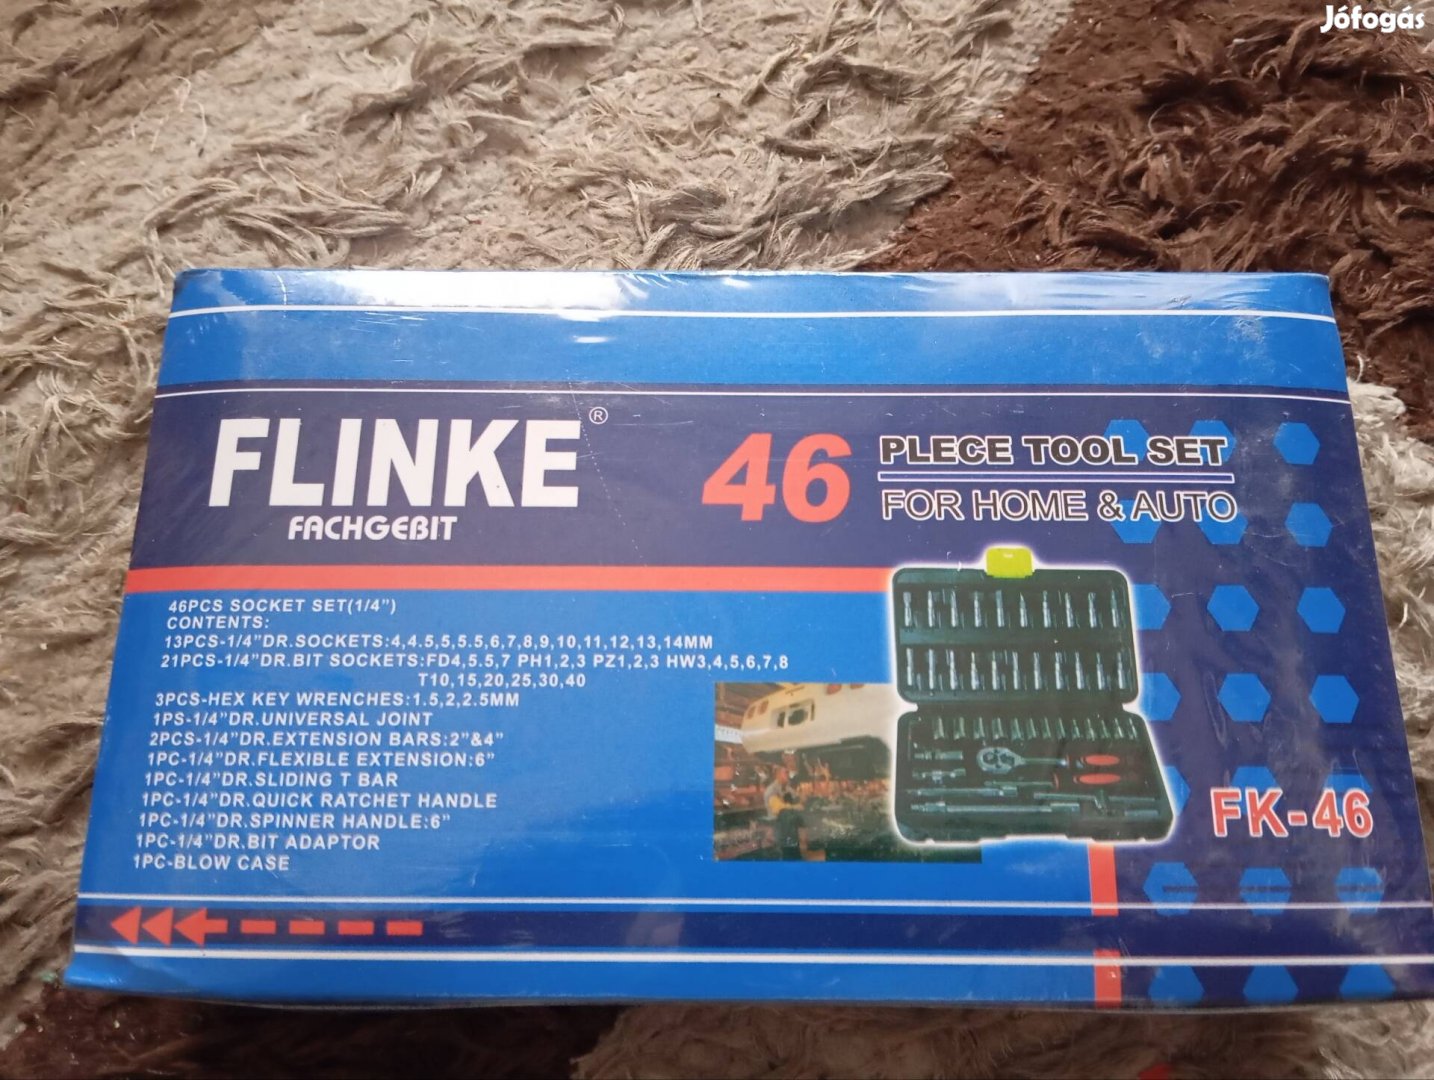 Jófogás
FLINKE®
FACHGEBIT
46 PLECE TOOL SET
FOR HOME & AUTO
46PCS SOCKET SET(1/4")
CONTENTS:
13PCS-1/4"DR.SOCKETS:4,4.5,5,5.5,6,7,8,9,10,11,12,13,14MM
21PCS-1/4"DR.BIT SOCKETS:FD4,5.5,7 PH1,2,3 PZ1,2,3 HW3,4,5,6,7,8
T10,15,20,25,30,40
3PCS-HEX KEY WRENCHES:1.5,2,2.5MM
1PS-1/4"DR.UNIVERSAL JOINT
2PCS-1/4"DR.EXTENSION BARS:2"&4"
1PC-1/4"DR.FLEXIBLE EXTENSION:6"
1PC-1/4"DR.SLIDING T BAR
1PC-1/4"DR.QUICK RATCHET HANDLE
1PC-1/4"DR.SPINNER HANDLE:6"
1PC-1/4"DR.BIT ADAPTOR
1PC-BLOW CASE
FK-46